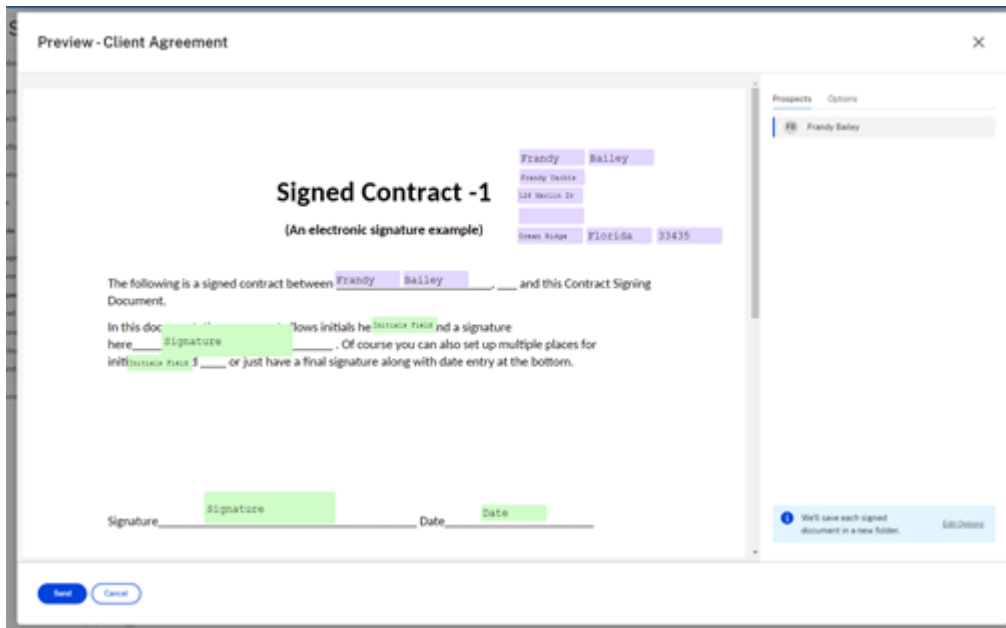 Preview - Client Agreement
Prospects Options
FB Frandy Bailey
Frandy Bailey
Frandy Yachts
Signed Contract -1
124 Marlin Dr
(An electronic signature example)
Ocean Ridge Florida 33435
The following is a signed contract between Frandy Bailey, and this Contract Signing
Document.
In this doc lows initials he Initials Field nd a signature
here Signature . Of course you can also set up multiple places for
initi Initials Field or just have a final signature along with date entry at the bottom.
Signature Signature Date Date
We'll save each signed
document in a new folder.
Edit Options
Send Cancel